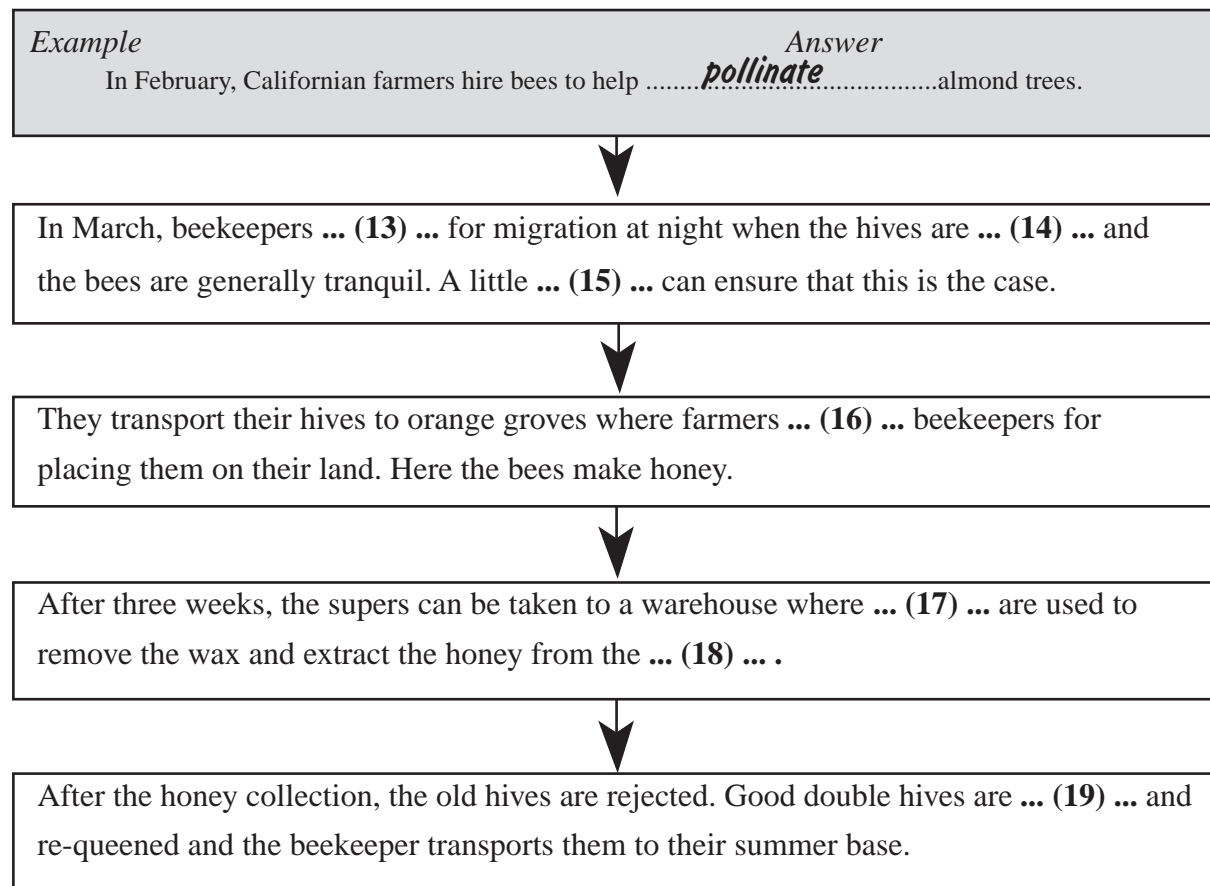 Example Answer
In February, Californian farmers hire bees to help ........pollinate....................almond trees.
In March, beekeepers ... (13) ... for migration at night when the hives are ... (14) ... and
the bees are generally tranquil. A little ... (15) ... can ensure that this is the case.
They transport their hives to orange groves where farmers ... (16) ... beekeepers for
placing them on their land. Here the bees make honey.
After three weeks, the supers can be taken to a warehouse where ... (17) ... are used to
remove the wax and extract the honey from the ... (18) ... .
After the honey collection, the old hives are rejected. Good double hives are ... (19) ... and
re-queened and the beekeeper transports them to their summer base.